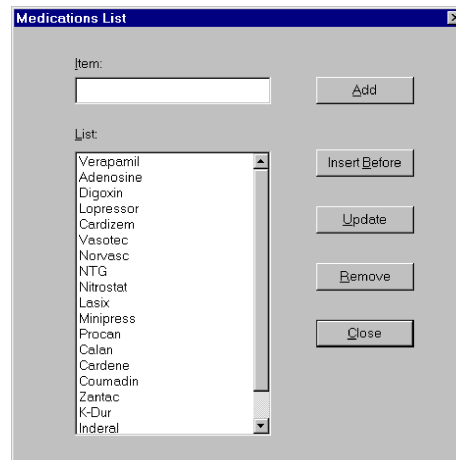 Medications List
Item:
Add
List:
Verapamil
Adenosine
Digoxin
Lopressor
Cardizem
Vasotec
Norvasc
NTG
Nitrostat
Lasix
Minipress
Procan
Calan
Cardene
Coumadin
Zantac
K-Dur
Inderal
Insert Before
Update
Remove
Close